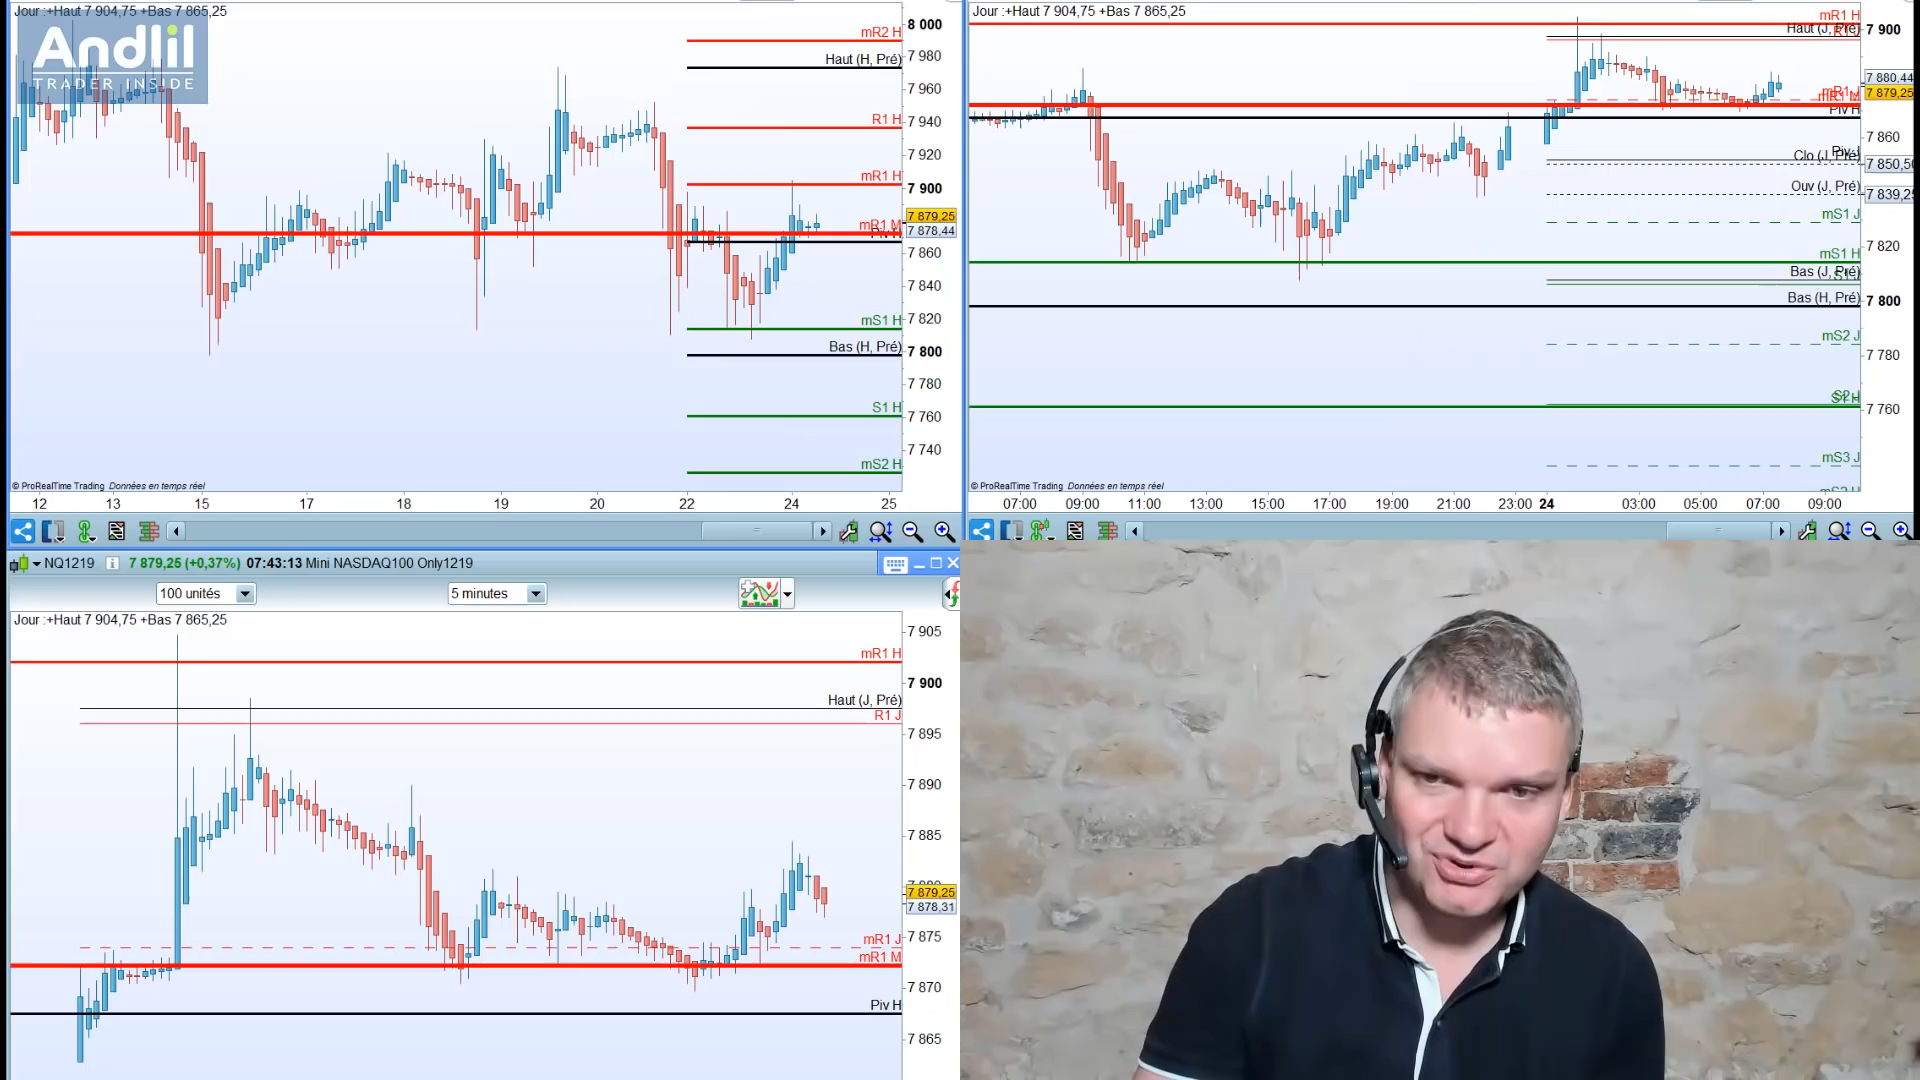 Jour :+Haut 7 904,75 +Bas 7 865,25
Andlil
TRADER INSIDE
mR2 H
Haut (H, Pré)
R1 H
mR1 H
mR1 M
mS1 H
Bas (H, Pré)
S1 H
mS2 H
8 000
7 980
7 960
7 940
7 920
7 900
7 879,25
7 878,44
7 860
7 840
7 820
7 800
7 780
7 760
7 740
© ProRealTime Trading Données en temps réel
12 13 15 17 18 19 20 22 24 25
Jour :+Haut 7 904,75 +Bas 7 865,25
mR1 H
Haut (J, Pré)
Piv H
Clo (J, Pré)
Ouv (J, Pré)
mS1 J
mS1 H
Bas (J, Pré)
Bas (H, Pré)
mS2 J
mS3 J
7 900
7 880,44
7 879,25
7 860
7 850,50
7 839,25
7 820
7 800
7 780
7 760
© ProRealTime Trading Données en temps réel
07:00 09:00 11:00 13:00 15:00 17:00 19:00 21:00 23:00 24 03:00 05:00 07:00 09:00
NQ1219 7 879,25 (+0,37%) 07:43:13 Mini NASDAQ100 Only1219
100 unités
5 minutes
Jour :+Haut 7 904,75 +Bas 7 865,25
mR1 H
Haut (J, Pré)
R1 J
mR1 J
mR1 M
Piv H
7 905
7 900
7 895
7 890
7 885
7 879,25
7 878,31
7 875
7 870
7 865